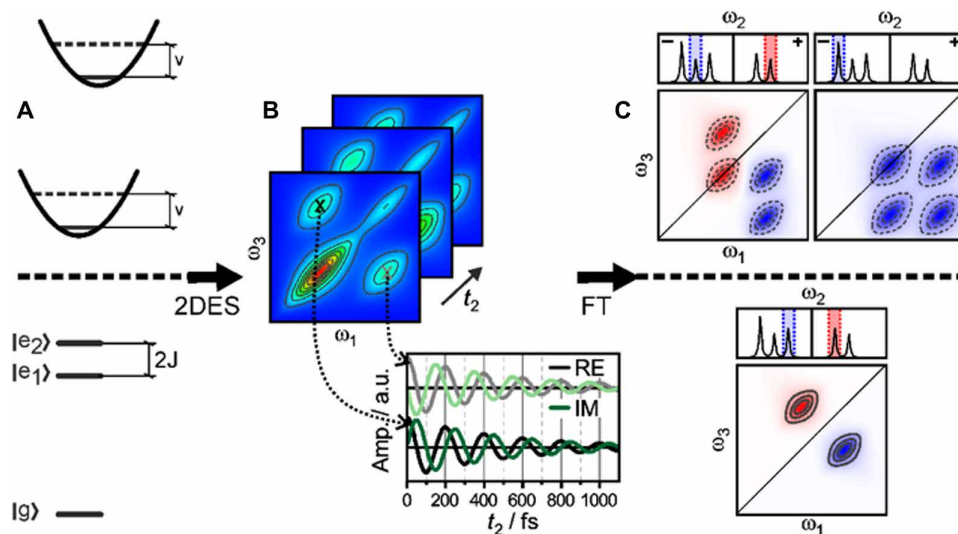 A
v
v
|e₂⟩
|e₁⟩
2J
|g⟩
2DES
B
ω₃
ω₁
t₂
x
x
RE
IM
Amp. / a.u.
0 200 400 600 800 1000
t₂ / fs
FT
C
ω₂
ω₂
− +
− +
ω₃
ω₁
ω₂
ω₃
ω₁